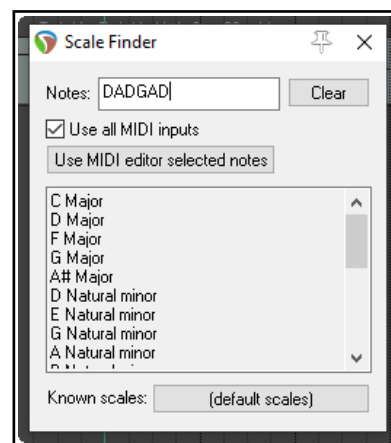 Scale Finder
Notes: DADGAD Clear
Use all MIDI inputs
Use MIDI editor selected notes
C Major
D Major
F Major
G Major
A# Major
D Natural minor
E Natural minor
G Natural minor
A Natural minor
Known scales: (default scales)